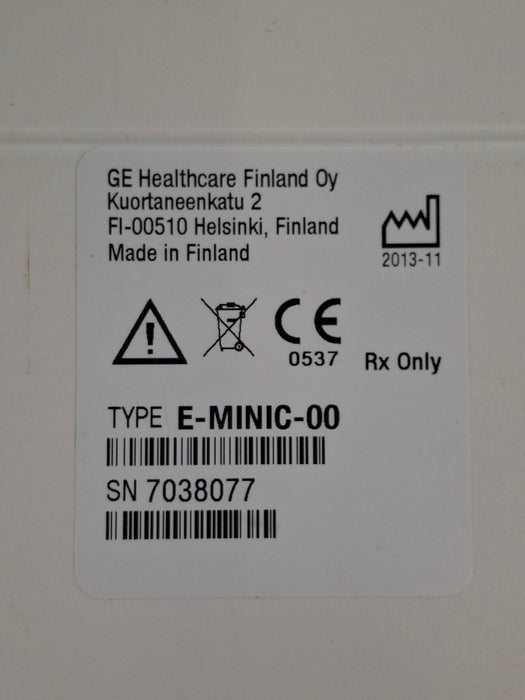 GE Healthcare Finland Oy
Kuortaneenkatu 2
FI-00510 Helsinki, Finland
Made in Finland
2013-11
CE
0537
Rx Only
TYPE E-MINIC-00
SN 7038077